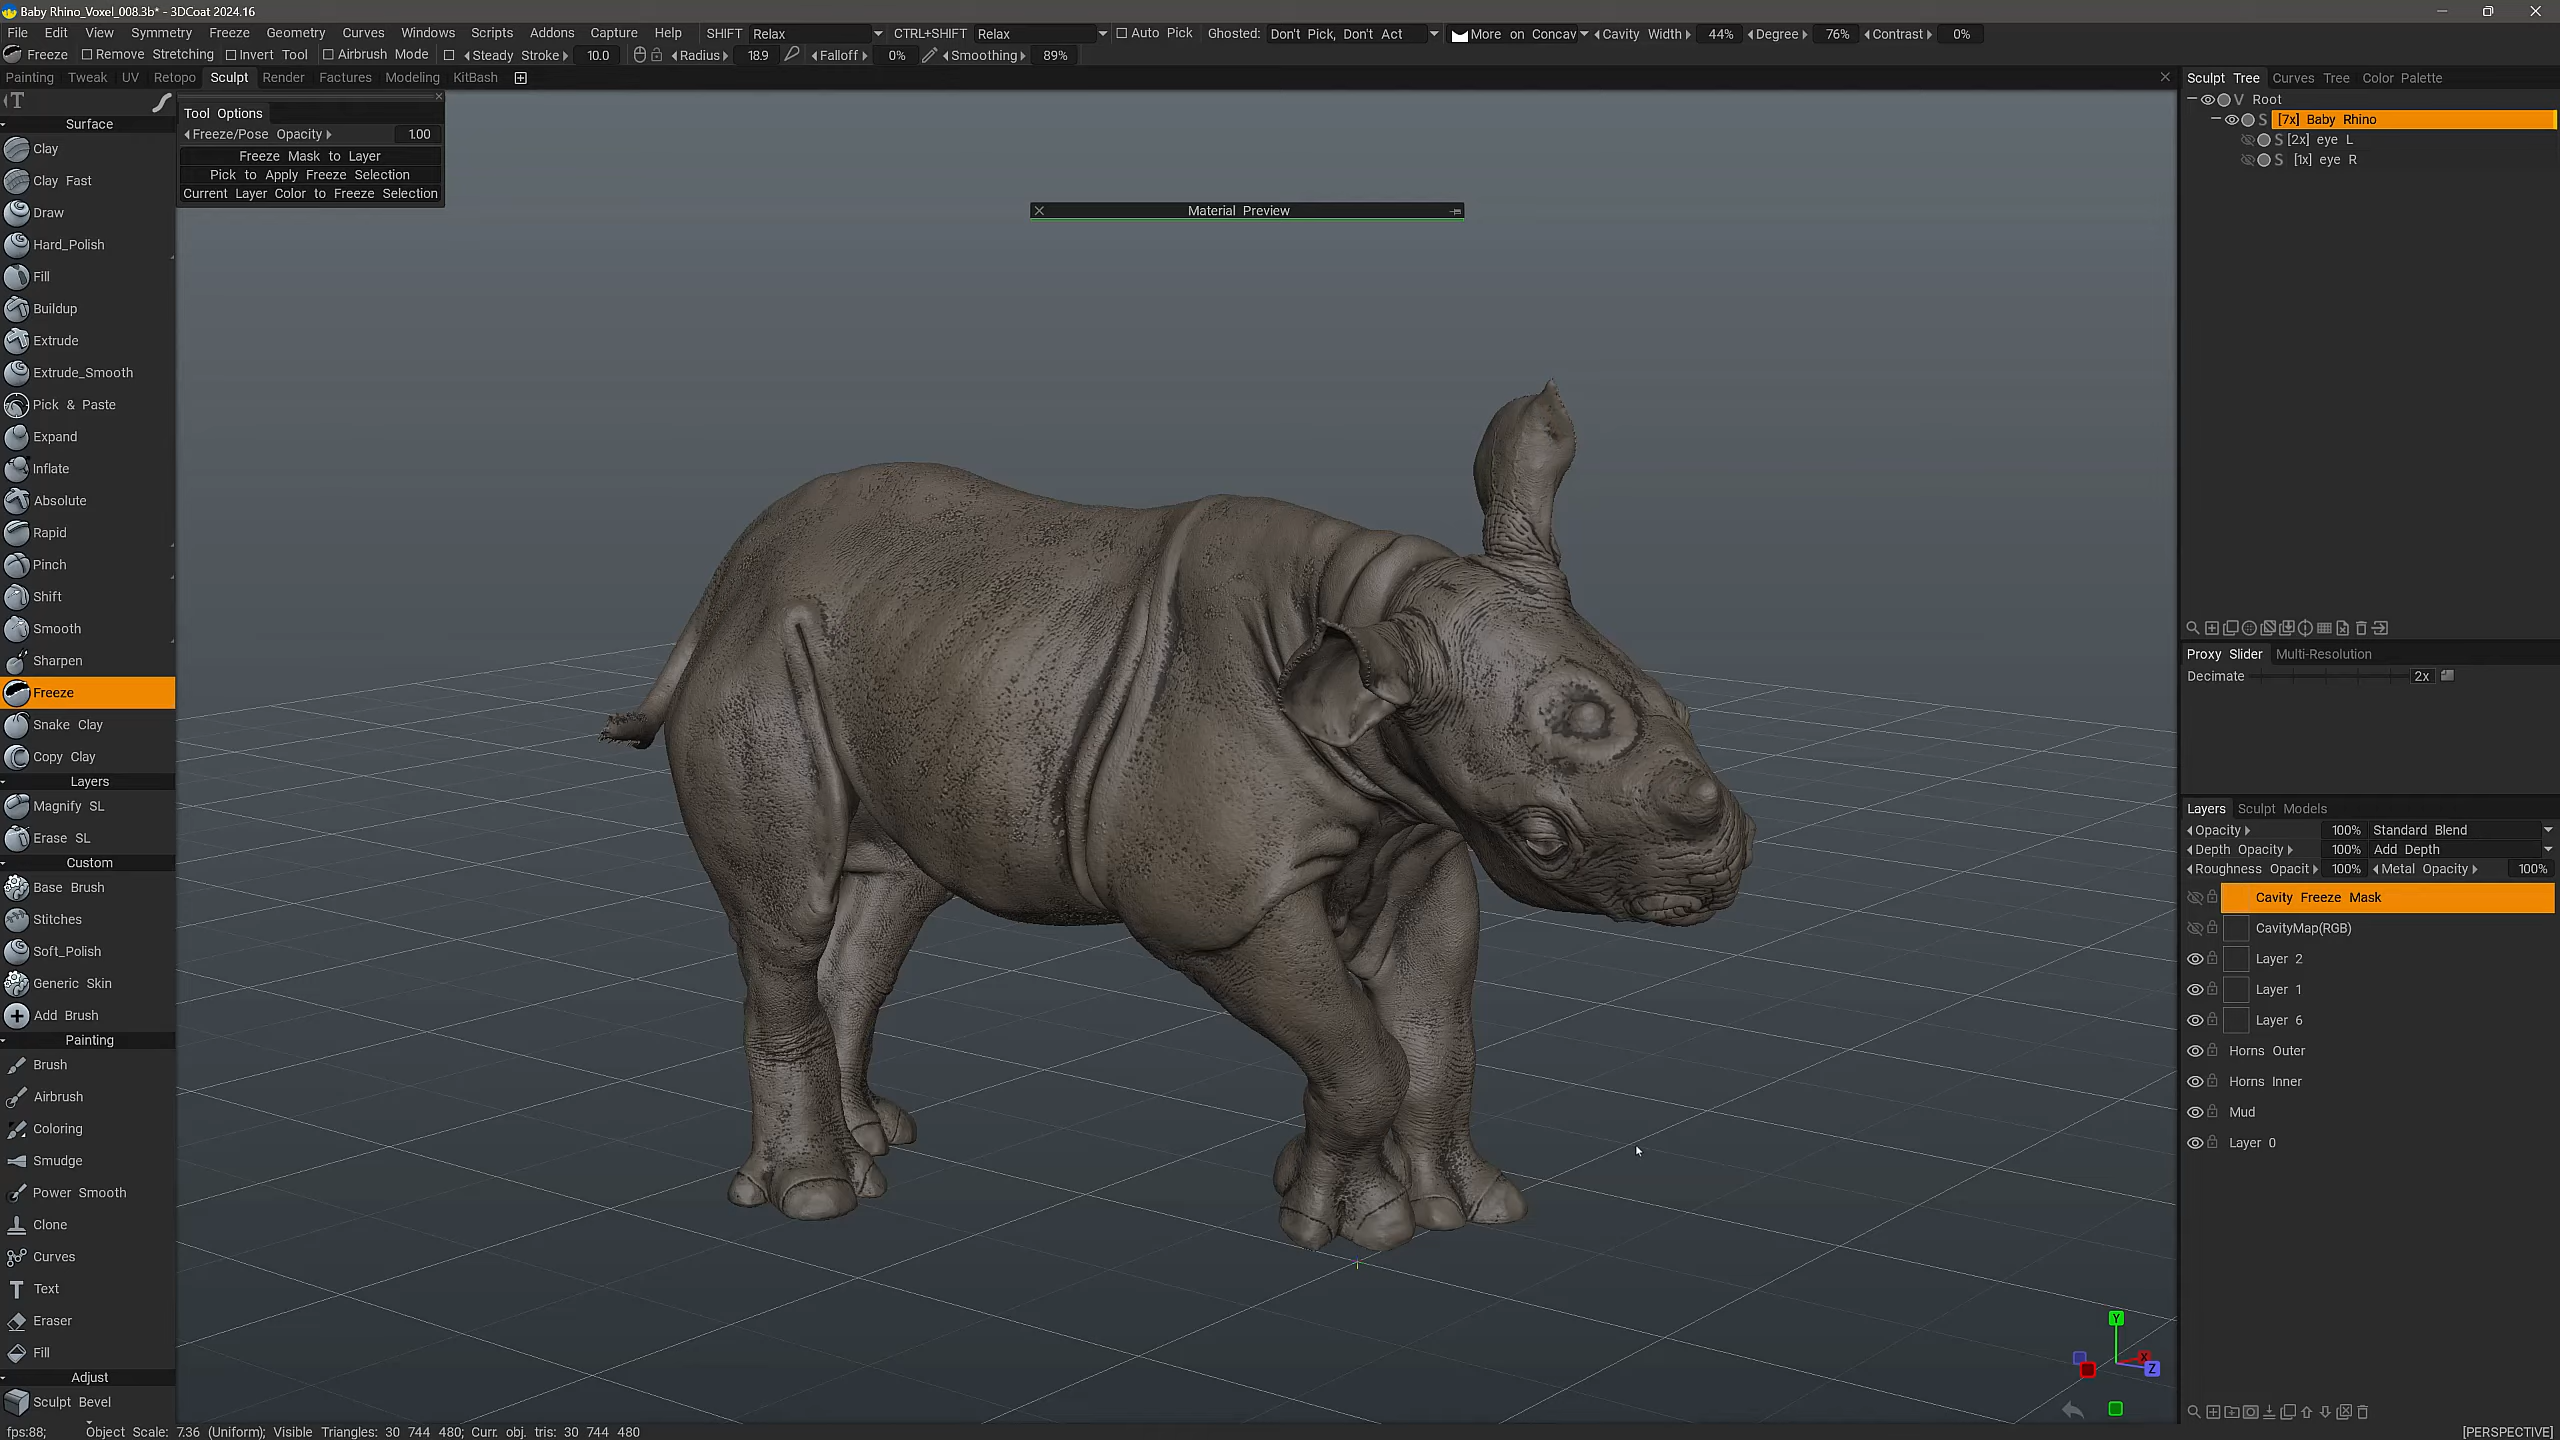 Baby Rhino_Voxel_008.3b* - 3DCoat 2024.16
File Edit View Symmetry Freeze Geometry Curves Windows Scripts Addons Capture Help SHIFT Relax CTRL+SHIFT Relax Auto Pick Ghosted: Don't Pick, Don't Act More on Concav Cavity Width 44% Degree 76% Contrast 0%
Freeze Remove Stretching Invert Tool Airbrush Mode Steady Stroke 10.0 Radius 18.9 Falloff 0% Smoothing 89%
Painting Tweak UV Retopo Sculpt Render Factures Modeling KitBash
T
Surface
Clay
Clay Fast
Draw
Hard_Polish
Fill
Buildup
Extrude
Extrude_Smooth
Pick & Paste
Expand
Inflate
Absolute
Rapid
Pinch
Shift
Smooth
Sharpen
Freeze
Snake Clay
Copy Clay
Layers
Magnify SL
Erase SL
Custom
Base Brush
Stitches
Soft_Polish
Generic Skin
Add Brush
Painting
Brush
Airbrush
Coloring
Smudge
Power Smooth
Clone
Curves
Text
Eraser
Fill
Adjust
Sculpt Bevel
Tool Options
Freeze/Pose Opacity 1.00
Freeze Mask to Layer
Pick to Apply Freeze Selection
Current Layer Color to Freeze Selection
Material Preview
Y
X
Z
Sculpt Tree Curves Tree Color Palette
V Root
S [7x] Baby Rhino
S [2x] eye L
S [1x] eye R
Proxy Slider Multi-Resolution
Decimate 2x
Layers Sculpt Models
Opacity 100% Standard Blend
Depth Opacity 100% Add Depth
Roughness Opacit 100% Metal Opacity 100%
Cavity Freeze Mask
CavityMap(RGB)
Layer 2
Layer 1
Layer 6
Horns Outer
Horns Inner
Mud
Layer 0
fps:88; Object Scale: 7.36 (Uniform); Visible Triangles: 30 744 480; Curr. obj. tris: 30 744 480
[PERSPECTIVE]